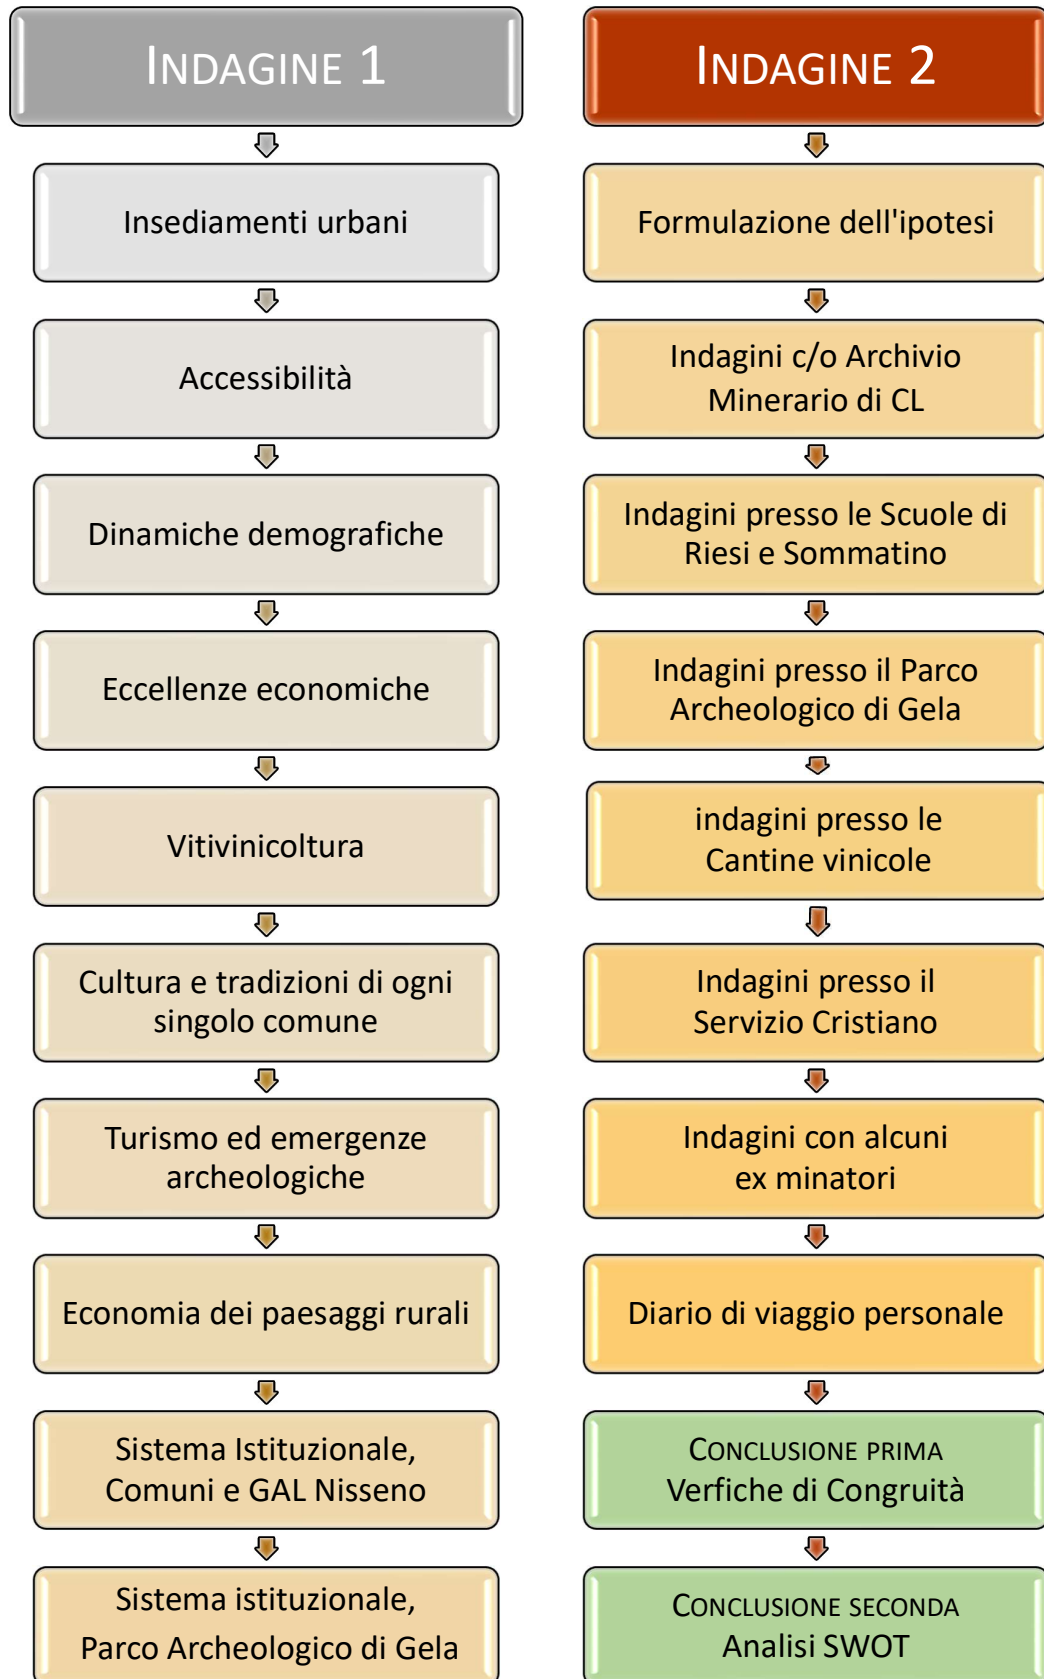 INDAGINE 1
Insediamenti urbani
Accessibilità
Dinamiche demografiche
Eccellenze economiche
Vitivinicoltura
Cultura e tradizioni di ogni
singolo comune
Turismo ed emergenze
archeologiche
Economia dei paesaggi rurali
Sistema Istituzionale,
Comuni e GAL Nisseno
Sistema istituzionale,
Parco Archeologico di Gela
INDAGINE 2
Formulazione dell'ipotesi
Indagini c/o Archivio
Minerario di CL
Indagini presso le Scuole di
Riesi e Sommatino
Indagini presso il Parco
Archeologico di Gela
indagini presso le
Cantine vinicole
Indagini presso il
Servizio Cristiano
Indagini con alcuni
ex minatori
Diario di viaggio personale
CONCLUSIONE PRIMA
Verfiche di Congruità
CONCLUSIONE SECONDA
Analisi SWOT